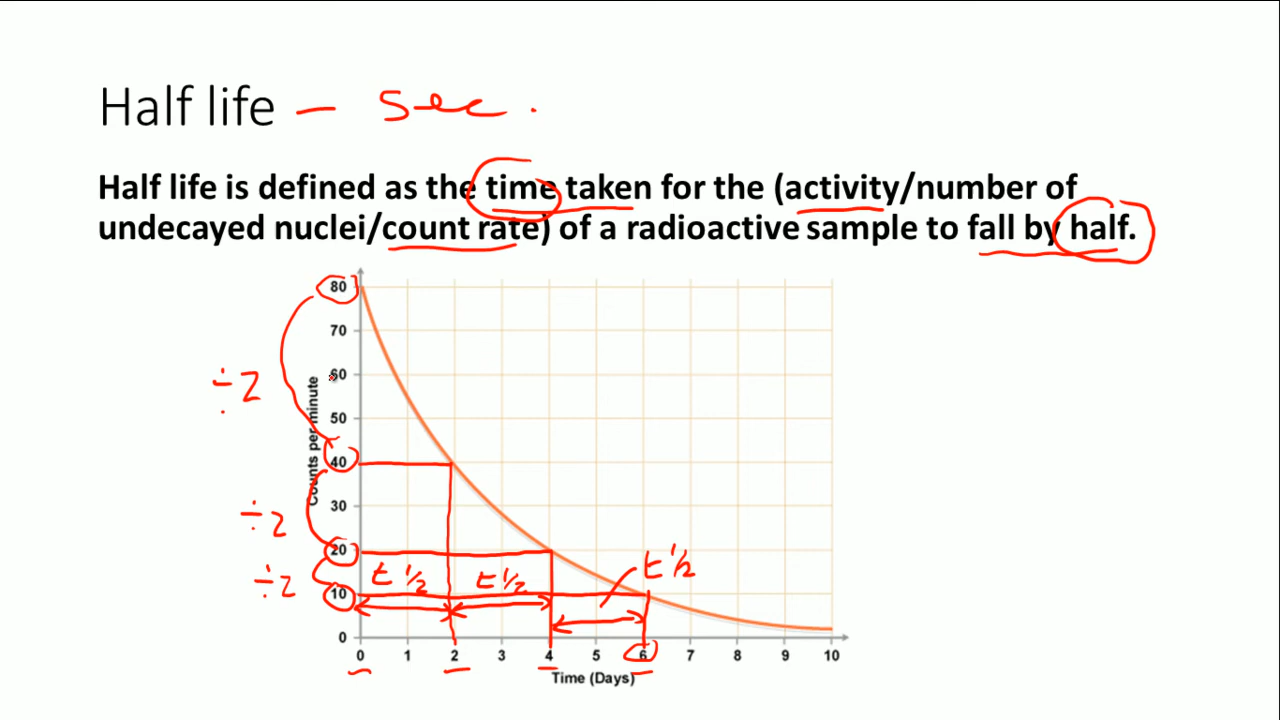 Half life – sec.
Half life is defined as the time taken for the (activity/number of
undecayed nuclei/count rate) of a radioactive sample to fall by half.
80
70
60
50
40
30
20
10
0
Counts per minute
÷2
÷2
÷2
t½
t½
t½
0 1 2 3 4 5 6 7 8 9 10
Time (Days)